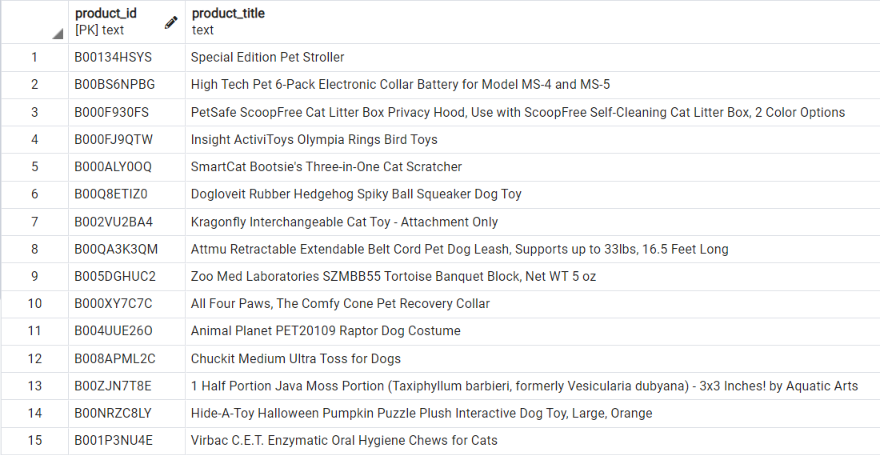 product_id product_title
[PK] text text
1 B00134HSYS Special Edition Pet Stroller
2 B00BS6NPBG High Tech Pet 6-Pack Electronic Collar Battery for Model MS-4 and MS-5
3 B000F930FS PetSafe ScoopFree Cat Litter Box Privacy Hood, Use with ScoopFree Self-Cleaning Cat Litter Box, 2 Color Options
4 B000FJ9QTW Insight ActiviToys Olympia Rings Bird Toys
5 B000ALY0OQ SmartCat Bootsie's Three-in-One Cat Scratcher
6 B00Q8ETIZ0 Dogloveit Rubber Hedgehog Spiky Ball Squeaker Dog Toy
7 B002VU2BA4 Kragonfly Interchangeable Cat Toy - Attachment Only
8 B00QA3K3QM Attmu Retractable Extendable Belt Cord Pet Dog Leash, Supports up to 33lbs, 16.5 Feet Long
9 B005DGHUC2 Zoo Med Laboratories SZMBB55 Tortoise Banquet Block, Net WT 5 oz
10 B000XY7C7C All Four Paws, The Comfy Cone Pet Recovery Collar
11 B004UUE26O Animal Planet PET20109 Raptor Dog Costume
12 B008APML2C Chuckit Medium Ultra Toss for Dogs
13 B00ZJN7T8E 1 Half Portion Java Moss Portion (Taxiphyllum barbieri, formerly Vesicularia dubyana) - 3x3 Inches! by Aquatic Arts
14 B00NRZC8LY Hide-A-Toy Halloween Pumpkin Puzzle Plush Interactive Dog Toy, Large, Orange
15 B001P3NU4E Virbac C.E.T. Enzymatic Oral Hygiene Chews for Cats